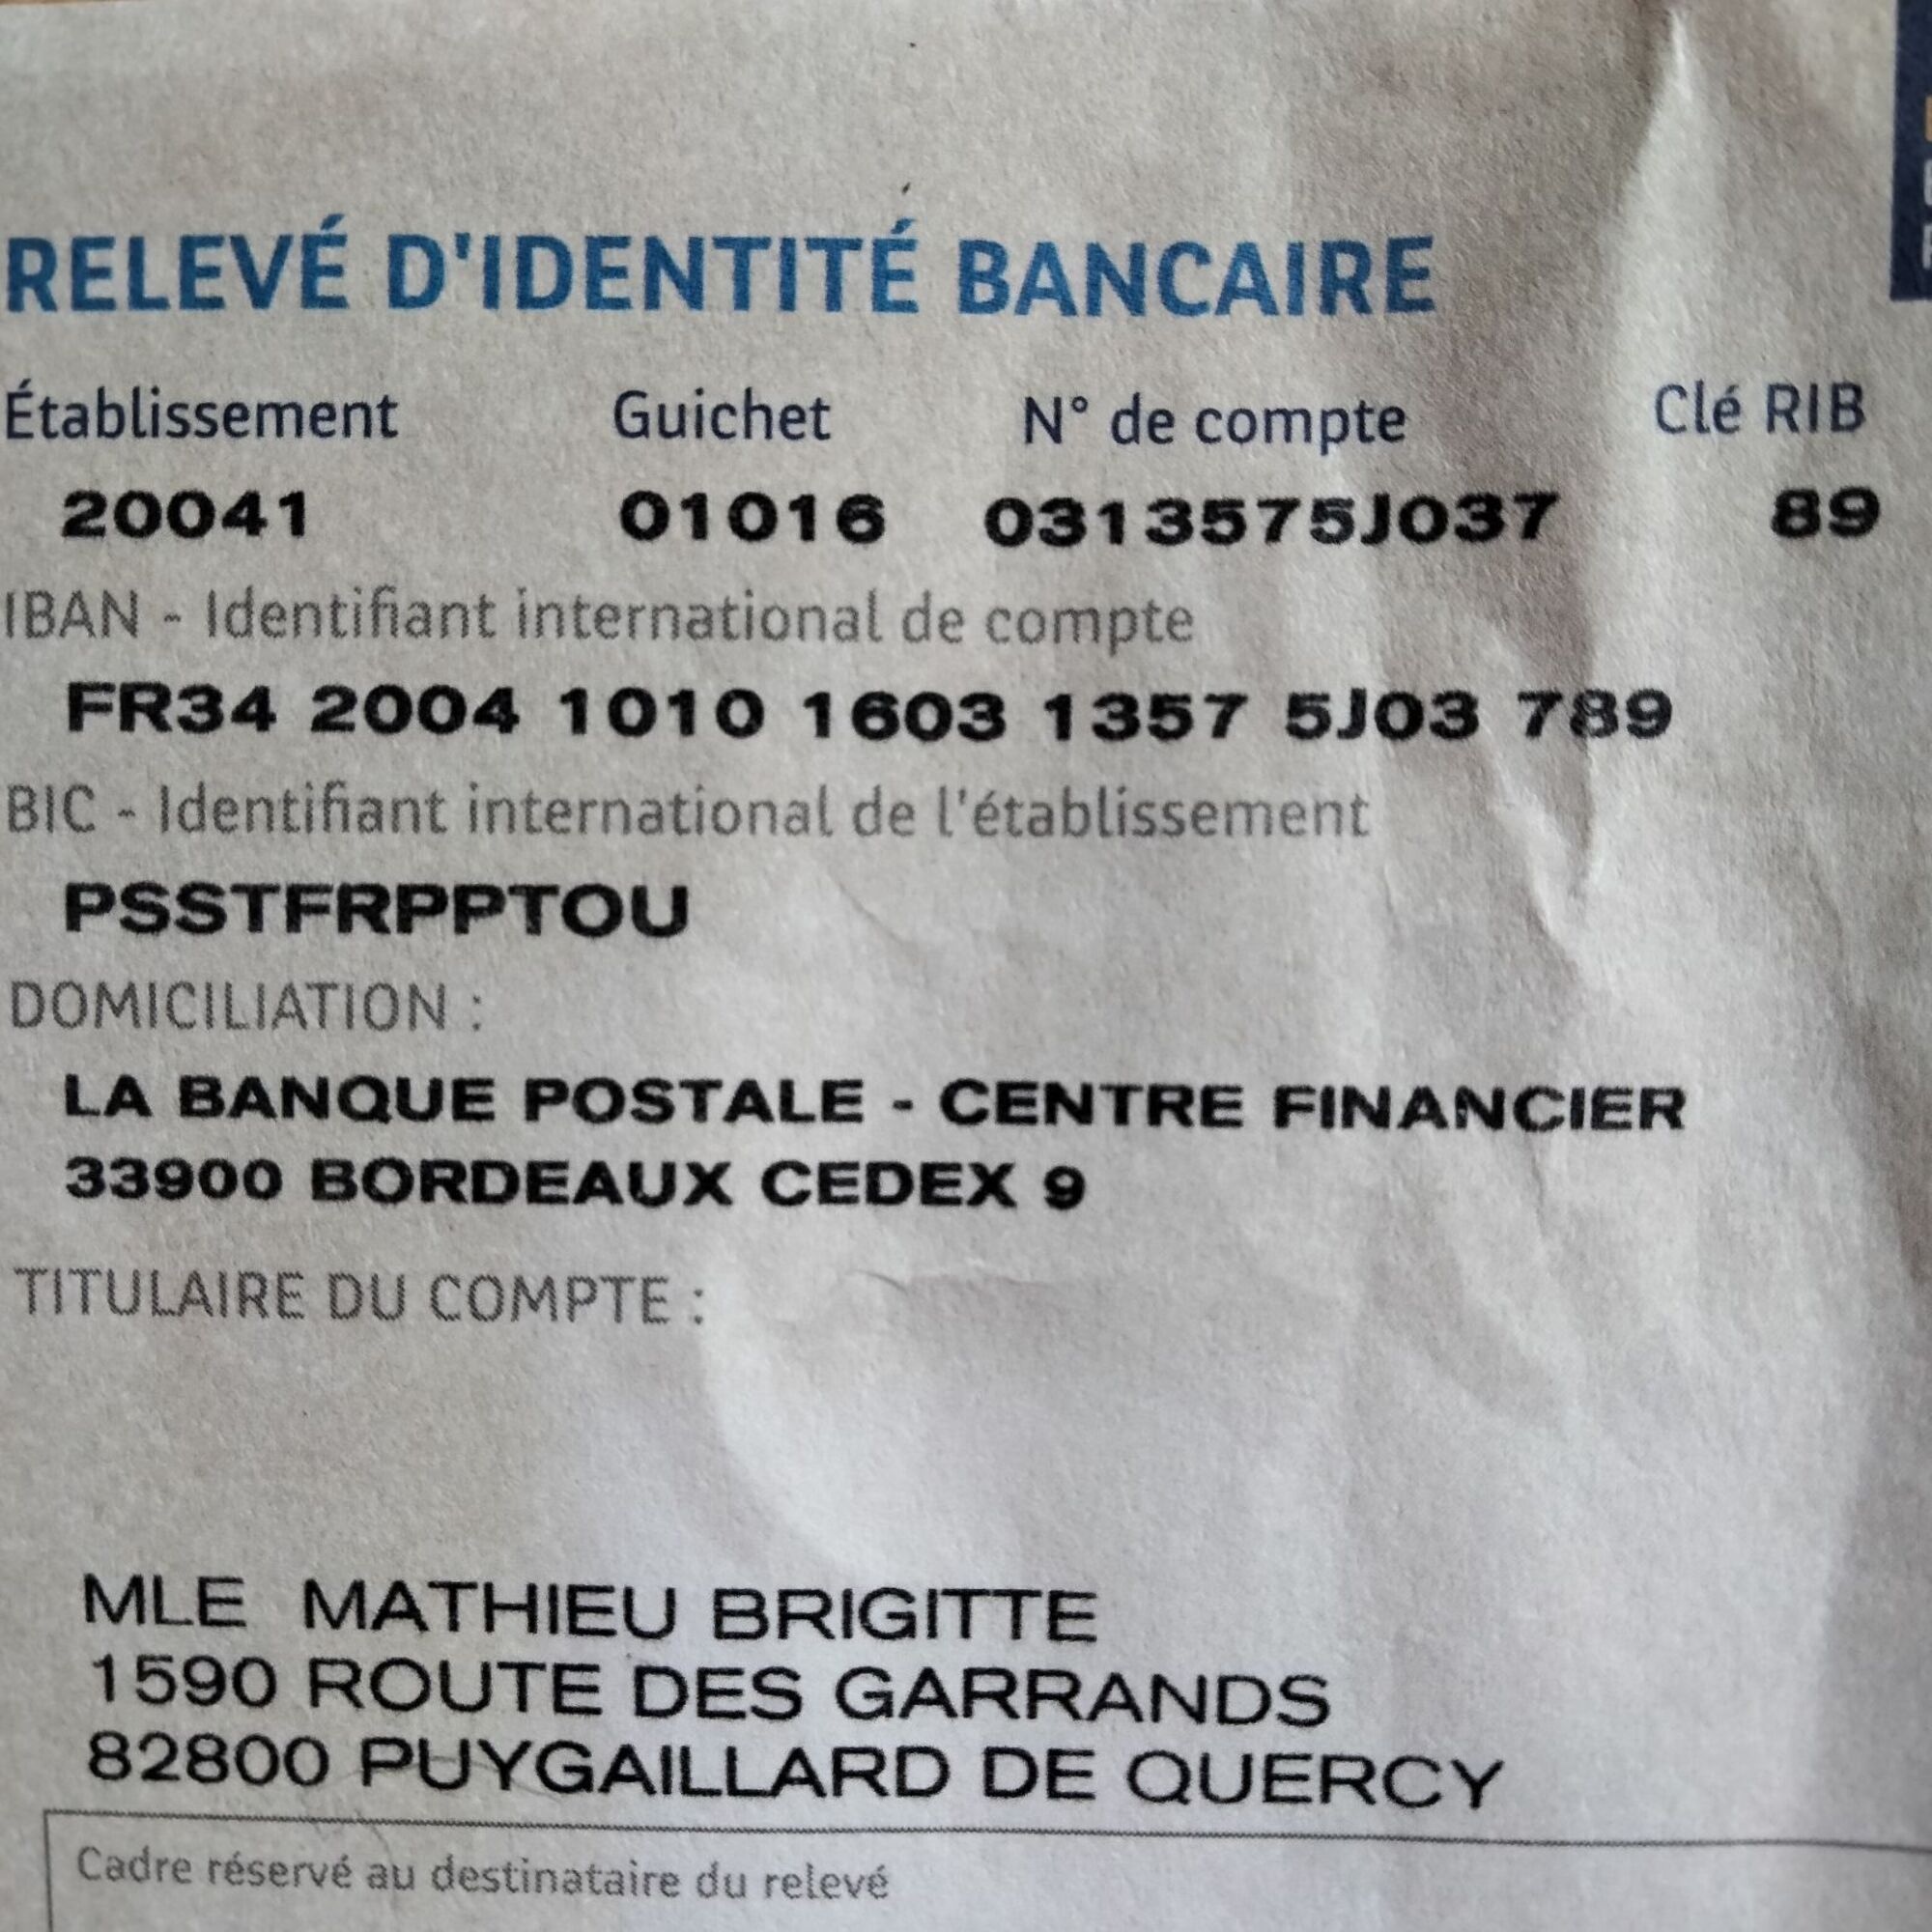 RELEVÉ D'IDENTITÉ BANCAIRE
Établissement Guichet N° de compte Clé RIB
20041 01016 0313575J037 89
IBAN - Identifiant international de compte
FR34 2004 1010 1603 1357 5J03 789
BIC - Identifiant international de l'établissement
PSSTFRPPTOU
DOMICILIATION :
LA BANQUE POSTALE - CENTRE FINANCIER
33900 BORDEAUX CEDEX 9
TITULAIRE DU COMPTE :
MLE MATHIEU BRIGITTE
1590 ROUTE DES GARRANDS
82800 PUYGAILLARD DE QUERCY
Cadre réservé au destinataire du relevé